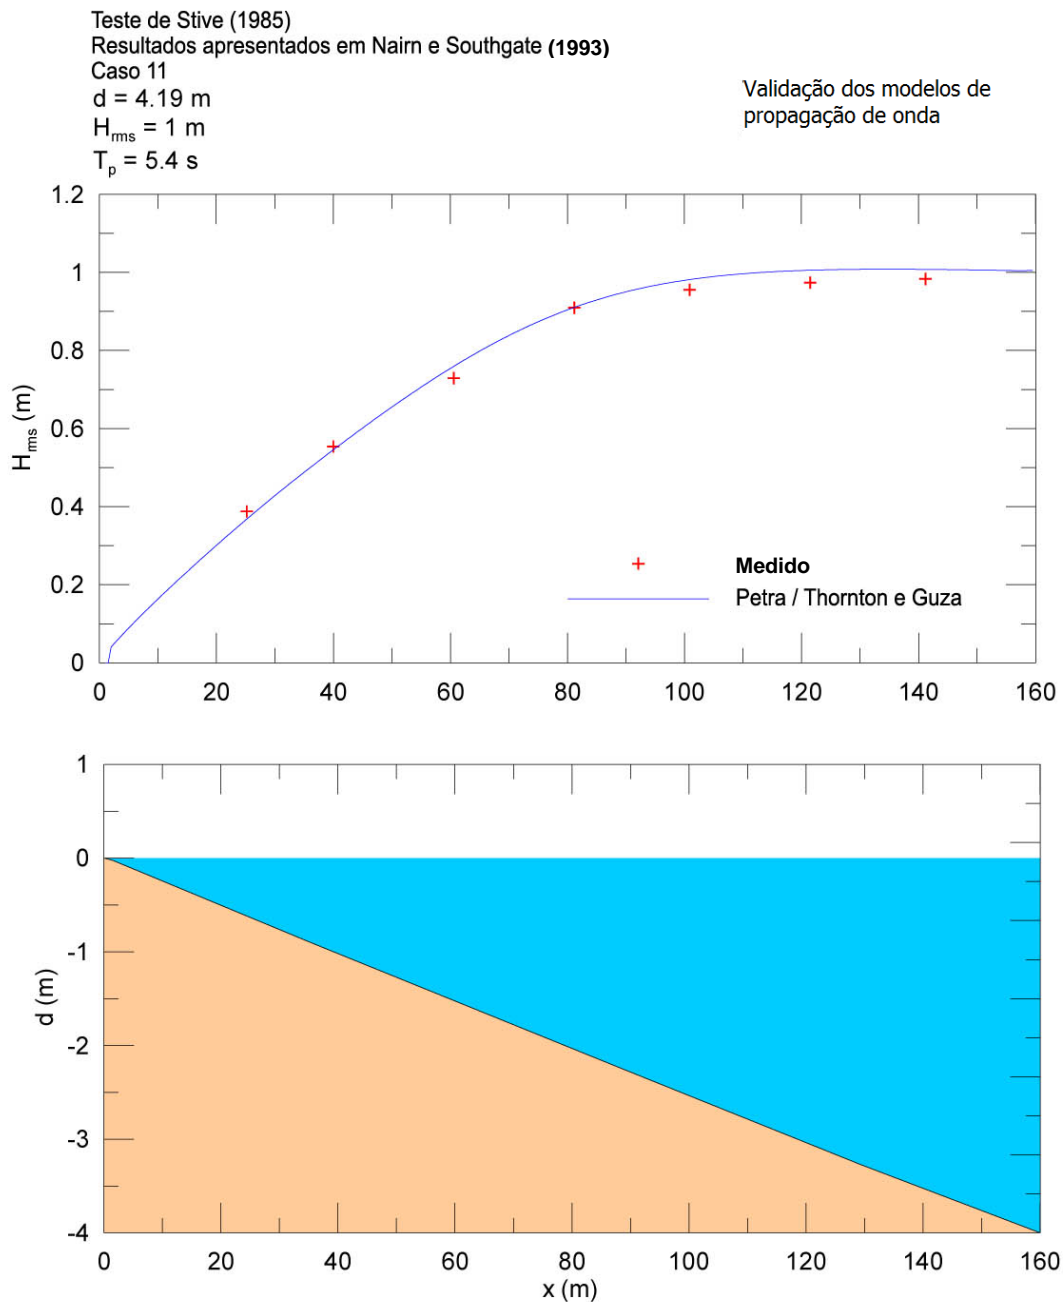 Teste de Stive (1985)
Resultados apresentados em Nairn e Southgate (1993)
Caso 11
d = 4.19 m
Hrms = 1 m
Tp = 5.4 s
Validação dos modelos de
propagação de onda
1.2
1
0.8
0.6
0.4
0.2
0
Hrms (m)
Medido
Petra / Thornton e Guza
0 20 40 60 80 100 120 140 160
1
0
-1
-2
-3
-4
d (m)
0 20 40 60 80 100 120 140 160
x (m)